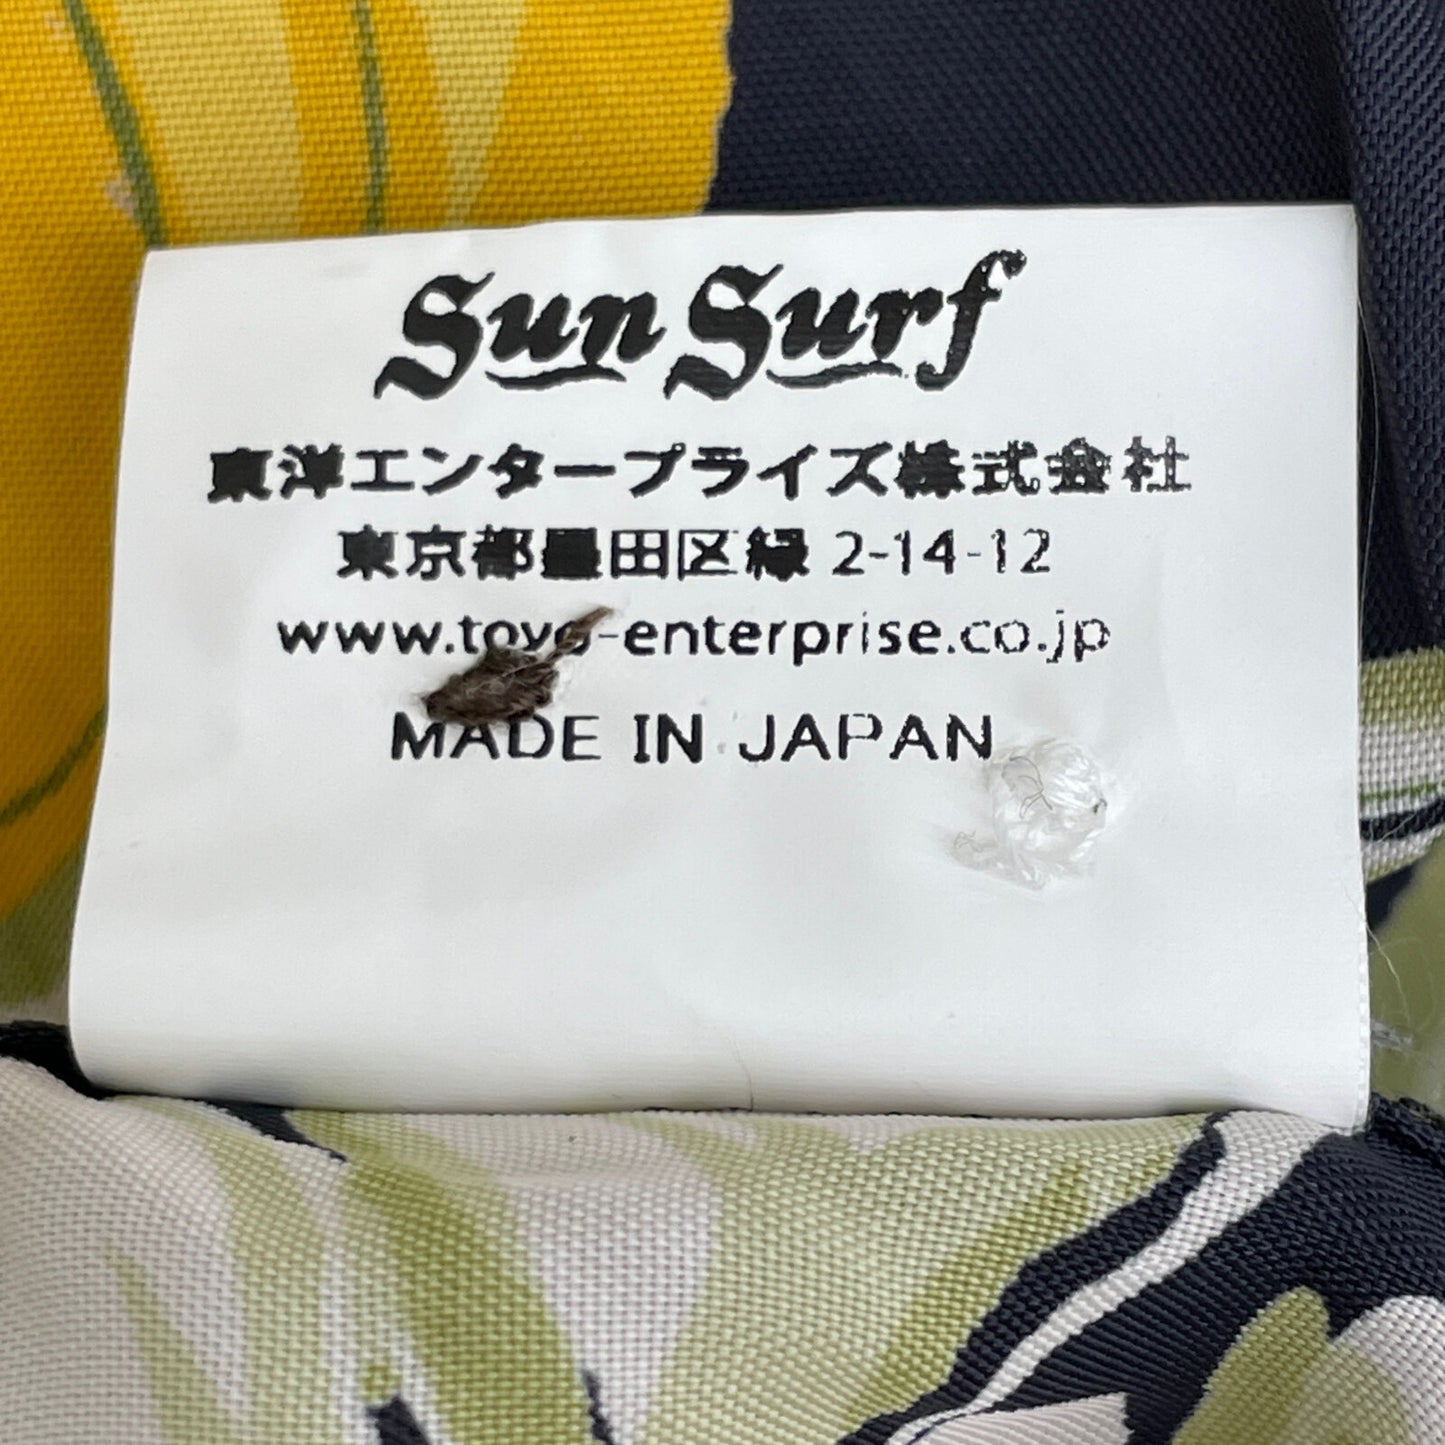 Sun Surf
東洋エンタープライズ株式会社
東京都墨田区緑 2-14-12
www.toyo-enterprise.co.jp
MADE IN JAPAN